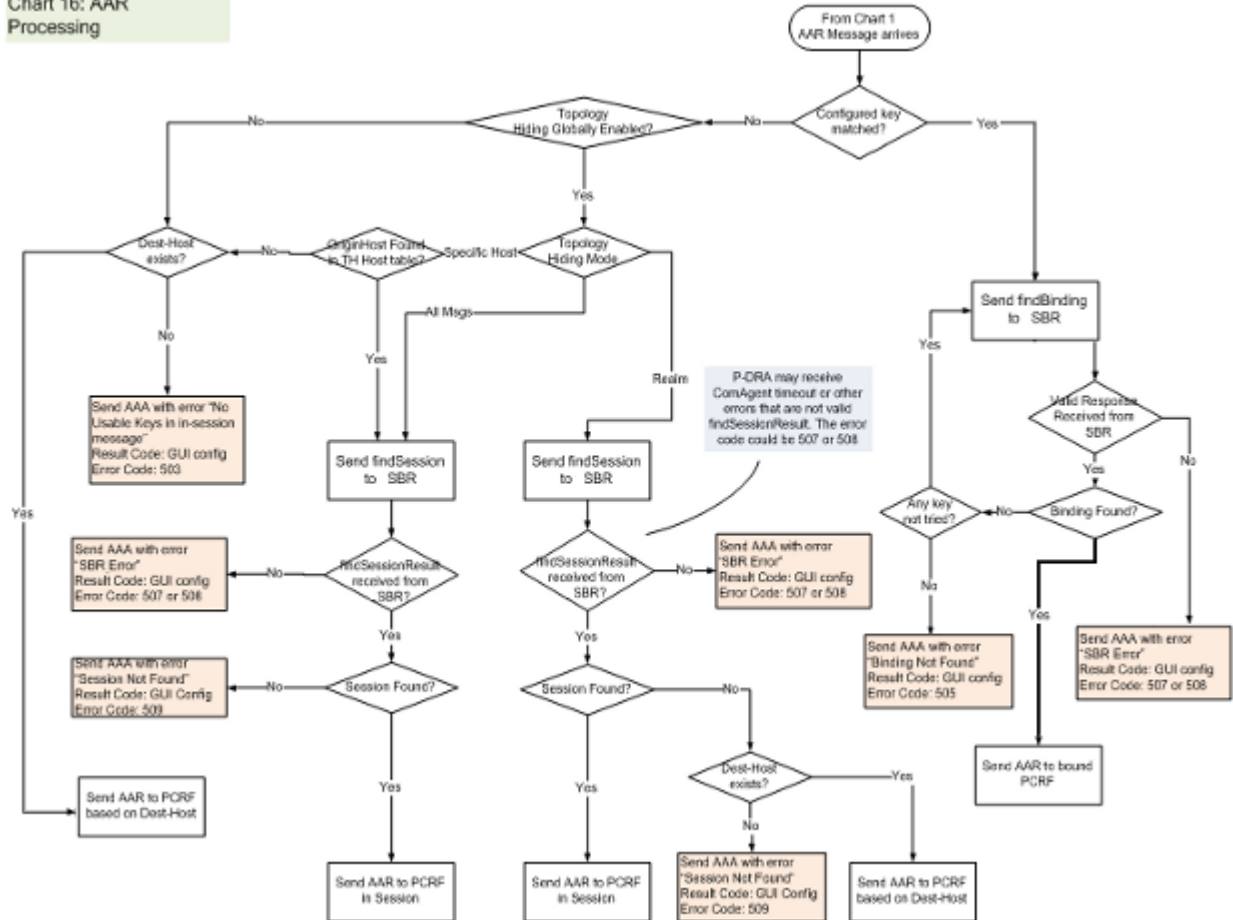 Chart 16: AAR
Processing
From Chart 1
AAR Message arrives
Configured key
matched?
No
Yes
Topology
Hiding Globally Enabled?
No
Yes
Dest-Host
exists?
No
OriginHost Found
in TH Host table?
Specific Host
Topology
Hiding Mode
All Msgs
No
Yes
Realm
Send AAA with error "No
Usable Keys in in-session
message"
Result Code: GUI config
Error Code: 503
Send findSession
to SBR
Send findSession
to SBR
P-DRA may receive
ComAgent timeout or other
errors that are not valid
findSessionResult. The error
code could be 507 or 508
Send findBinding
to SBR
Yes
Valid Response
Received from
SBR
Yes
No
Any key
not tried?
No
Binding Found?
No
Yes
Yes
Send AAA with error
"SBR Error"
Result Code: GUI config
Error Code: 507 or 508
No
findSessionResult
received from
SBR?
findSessionResult
received from
SBR?
No
Send AAA with error
"SBR Error"
Result Code: GUI config
Error Code: 507 or 508
Yes
Yes
Send AAA with error
"Binding Not Found"
Result Code: GUI config
Error Code: 505
Send AAA with error
"SBR Error"
Result Code: GUI config
Error Code: 507 or 508
Send AAA with error
"Session Not Found"
Result Code: GUI Config
Error Code: 509
No
Session Found?
Session Found?
No
Yes
Yes
Dest-Host
exists?
Yes
No
Send AAR to bound
PCRF
Send AAR to PCRF
based on Dest-Host
Send AAR to PCRF
in Session
Send AAR to PCRF
in Session
Send AAA with error
"Session Not Found"
Result Code: GUI Config
Error Code: 509
Send AAR to PCRF
based on Dest-Host